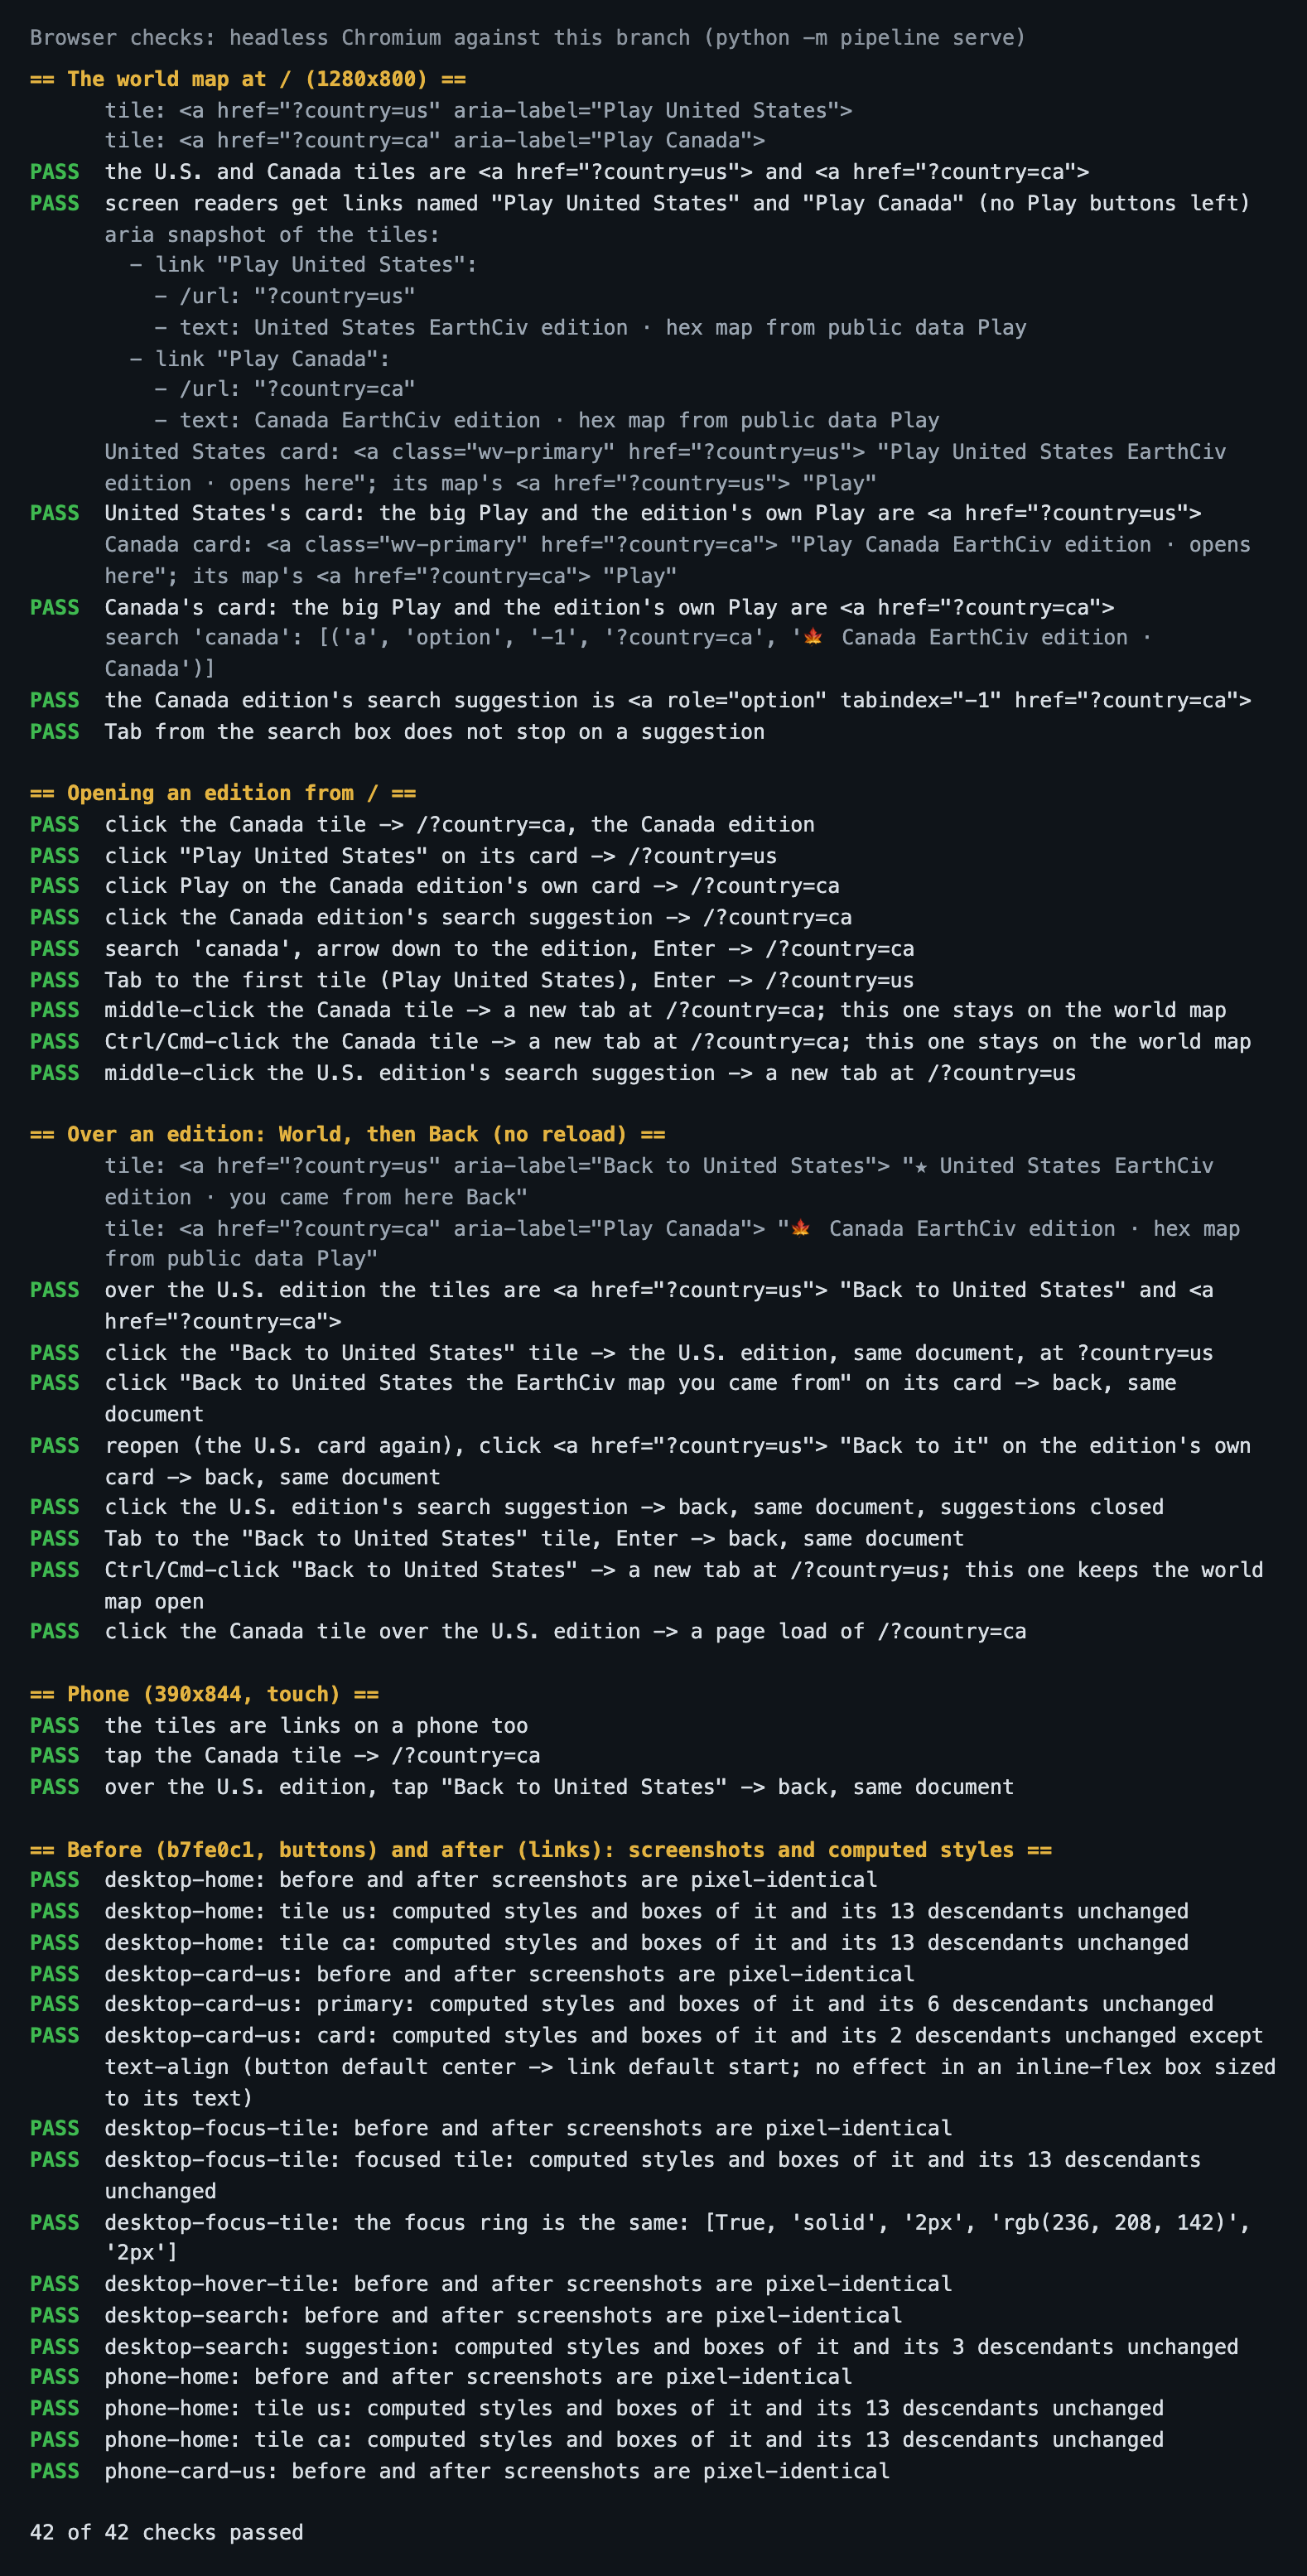 Browser checks: headless Chromium against this branch (python -m pipeline serve)
== The world map at / (1280x800) ==
tile: <a href="?country=us" aria-label="Play United States">
tile: <a href="?country=ca" aria-label="Play Canada">
PASS the U.S. and Canada tiles are <a href="?country=us"> and <a href="?country=ca">
PASS screen readers get links named "Play United States" and "Play Canada" (no Play buttons left)
aria snapshot of the tiles:
- link "Play United States":
- /url: "?country=us"
- text: United States EarthCiv edition · hex map from public data Play
- link "Play Canada":
- /url: "?country=ca"
- text: Canada EarthCiv edition · hex map from public data Play
United States card: <a class="wv-primary" href="?country=us"> "Play United States EarthCiv
edition · opens here"; its map's <a href="?country=us"> "Play"
PASS United States's card: the big Play and the edition's own Play are <a href="?country=us">
Canada card: <a class="wv-primary" href="?country=ca"> "Play Canada EarthCiv edition · opens
here"; its map's <a href="?country=ca"> "Play"
PASS Canada's card: the big Play and the edition's own Play are <a href="?country=ca">
search 'canada': [('a', 'option', '-1', '?country=ca', '🍁 Canada EarthCiv edition ·
Canada')]
PASS the Canada edition's search suggestion is <a role="option" tabindex="-1" href="?country=ca">
PASS Tab from the search box does not stop on a suggestion
== Opening an edition from / ==
PASS click the Canada tile -> /?country=ca, the Canada edition
PASS click "Play United States" on its card -> /?country=us
PASS click Play on the Canada edition's own card -> /?country=ca
PASS click the Canada edition's search suggestion -> /?country=ca
PASS search 'canada', arrow down to the edition, Enter -> /?country=ca
PASS Tab to the first tile (Play United States), Enter -> /?country=us
PASS middle-click the Canada tile -> a new tab at /?country=ca; this one stays on the world map
PASS Ctrl/Cmd-click the Canada tile -> a new tab at /?country=ca; this one stays on the world map
PASS middle-click the U.S. edition's search suggestion -> a new tab at /?country=us
== Over an edition: World, then Back (no reload) ==
tile: <a href="?country=us" aria-label="Back to United States"> "★ United States EarthCiv
edition · you came from here Back"
tile: <a href="?country=ca" aria-label="Play Canada"> "🍁 Canada EarthCiv edition · hex map
from public data Play"
PASS over the U.S. edition the tiles are <a href="?country=us"> "Back to United States" and <a
href="?country=ca">
PASS click the "Back to United States" tile -> the U.S. edition, same document, at ?country=us
PASS click "Back to United States the EarthCiv map you came from" on its card -> back, same
document
PASS reopen (the U.S. card again), click <a href="?country=us"> "Back to it" on the edition's own
card -> back, same document
PASS click the U.S. edition's search suggestion -> back, same document, suggestions closed
PASS Tab to the "Back to United States" tile, Enter -> back, same document
PASS Ctrl/Cmd-click "Back to United States" -> a new tab at /?country=us; this one keeps the world
map open
PASS click the Canada tile over the U.S. edition -> a page load of /?country=ca
== Phone (390x844, touch) ==
PASS the tiles are links on a phone too
PASS tap the Canada tile -> /?country=ca
PASS over the U.S. edition, tap "Back to United States" -> back, same document
== Before (b7fe0c1, buttons) and after (links): screenshots and computed styles ==
PASS desktop-home: before and after screenshots are pixel-identical
PASS desktop-home: tile us: computed styles and boxes of it and its 13 descendants unchanged
PASS desktop-home: tile ca: computed styles and boxes of it and its 13 descendants unchanged
PASS desktop-card-us: before and after screenshots are pixel-identical
PASS desktop-card-us: primary: computed styles and boxes of it and its 6 descendants unchanged
PASS desktop-card-us: card: computed styles and boxes of it and its 2 descendants unchanged except
text-align (button default center -> link default start; no effect in an inline-flex box sized
to its text)
PASS desktop-focus-tile: before and after screenshots are pixel-identical
PASS desktop-focus-tile: focused tile: computed styles and boxes of it and its 13 descendants
unchanged
PASS desktop-focus-tile: the focus ring is the same: [True, 'solid', '2px', 'rgb(236, 208, 142)',
'2px']
PASS desktop-hover-tile: before and after screenshots are pixel-identical
PASS desktop-search: before and after screenshots are pixel-identical
PASS desktop-search: suggestion: computed styles and boxes of it and its 3 descendants unchanged
PASS phone-home: before and after screenshots are pixel-identical
PASS phone-home: tile us: computed styles and boxes of it and its 13 descendants unchanged
PASS phone-home: tile ca: computed styles and boxes of it and its 13 descendants unchanged
PASS phone-card-us: before and after screenshots are pixel-identical
42 of 42 checks passed